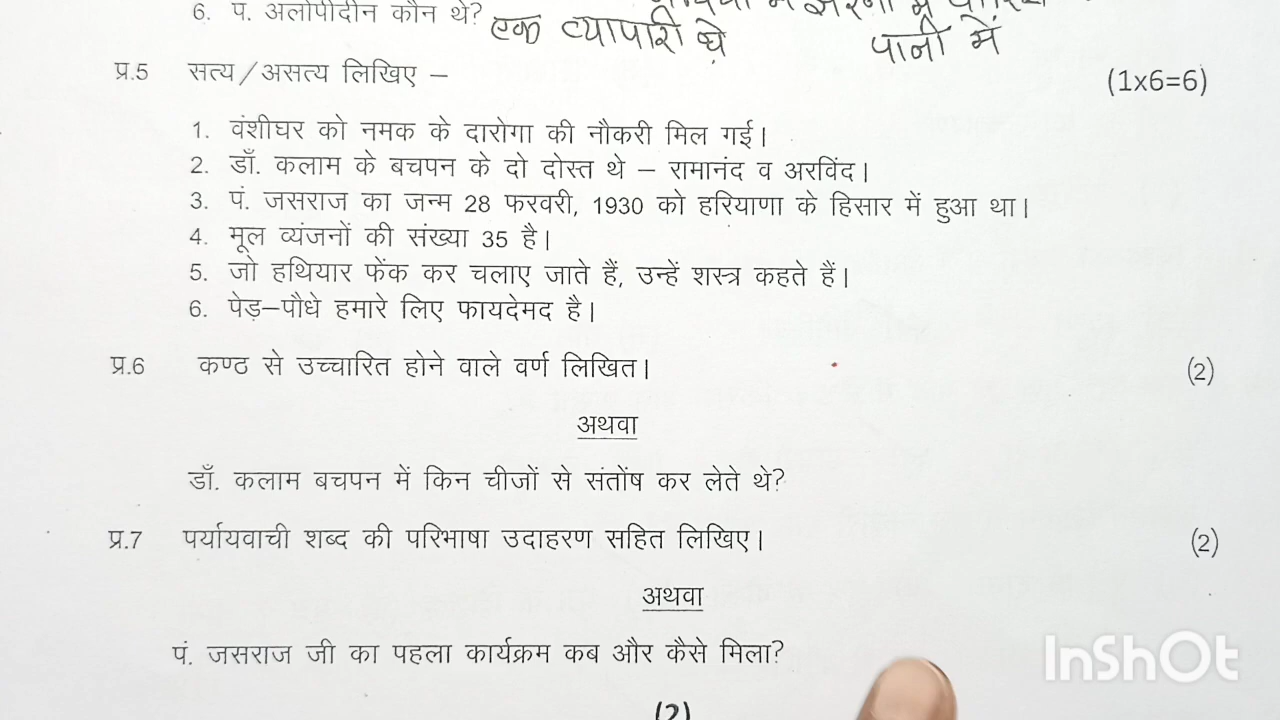 6. प. अलोपीदीन कौन थे? एक व्यापारी थे
पानी में
प्र.5 सत्य/असत्य लिखिए – (1x6=6)
1. वंशीघर को नमक के दारोगा की नौकरी मिल गई।
2. डॉ. कलाम के बचपन के दो दोस्त थे – रामानंद व अरविंद।
3. पं. जसराज का जन्म 28 फरवरी, 1930 को हरियाणा के हिसार में हुआ था।
4. मूल व्यंजनों की संख्या 35 है।
5. जो हथियार फेंक कर चलाए जाते हैं, उन्हें शस्त्र कहते हैं।
6. पेड़–पौधे हमारे लिए फायदेमद है।
प्र.6 कण्ठ से उच्चारित होने वाले वर्ण लिखित। (2)
अथवा
डॉ. कलाम बचपन में किन चीजों से संतोंष कर लेते थे?
प्र.7 पर्यायवाची शब्द की परिभाषा उदाहरण सहित लिखिए। (2)
अथवा
पं. जसराज जी का पहला कार्यक्रम कब और कैसे मिला?
(2)
InShOt